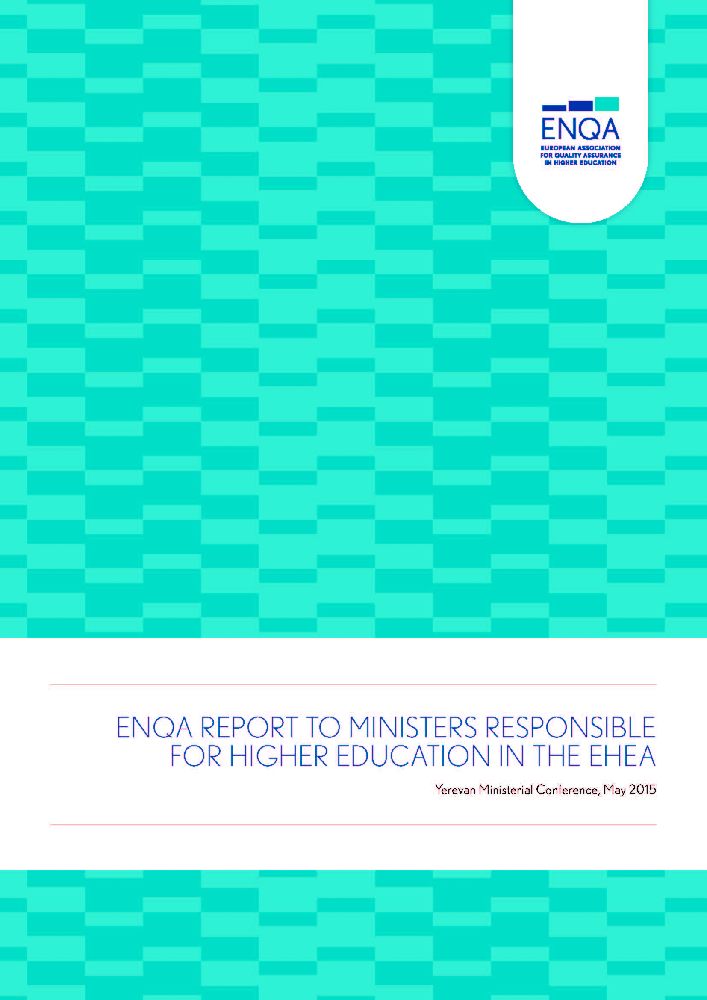 ENQA
EUROPEAN ASSOCIATION
FOR QUALITY ASSURANCE
IN HIGHER EDUCATION
ENQA REPORT TO MINISTERS RESPONSIBLE
FOR HIGHER EDUCATION IN THE EHEA
Yerevan Ministerial Conference, May 2015